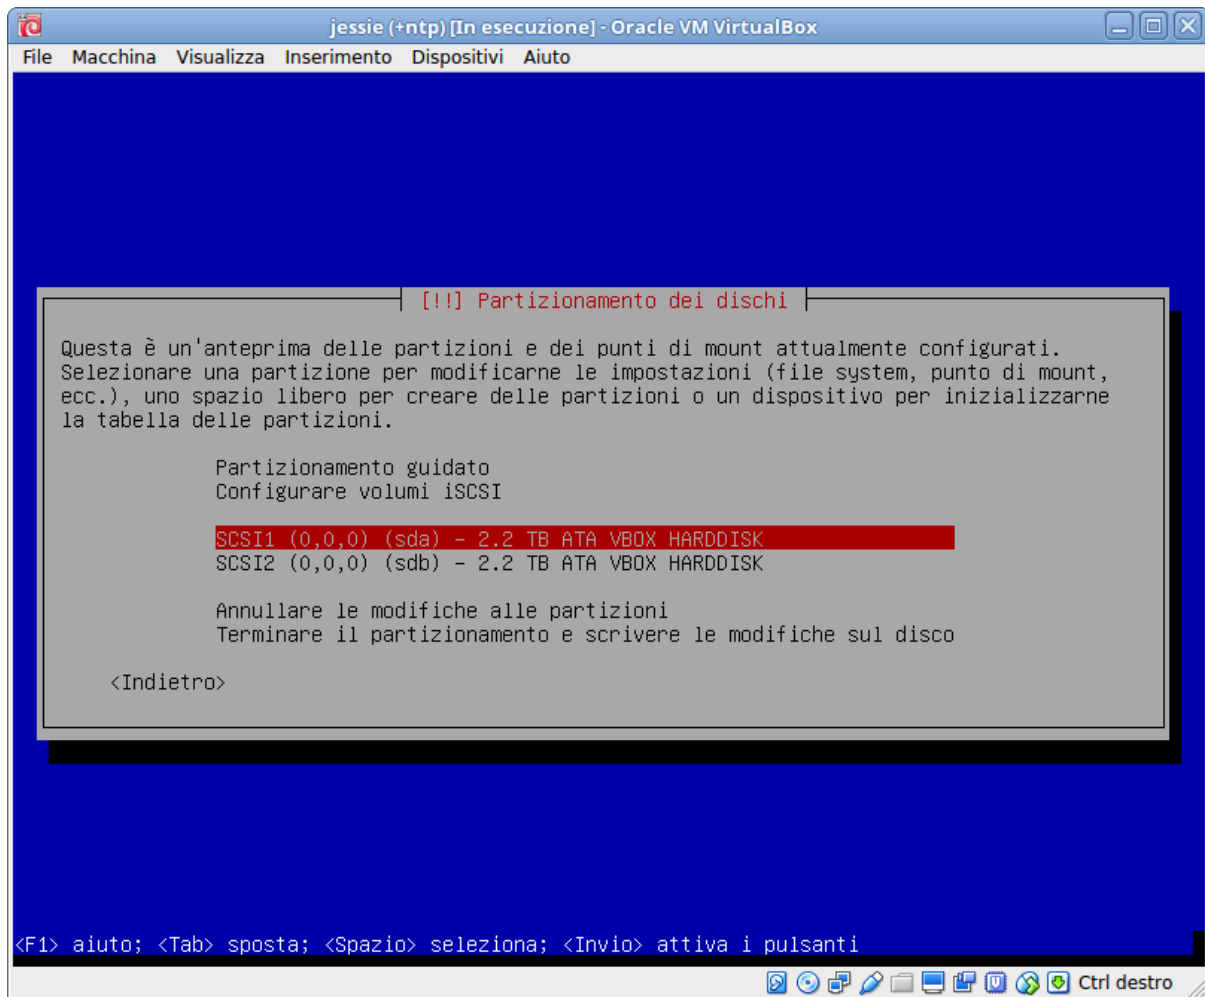 jessie (+ntp) [In esecuzione] - Oracle VM VirtualBox
File Macchina Visualizza Inserimento Dispositivi Aiuto
[!!] Partizionamento dei dischi
Questa è un'anteprima delle partizioni e dei punti di mount attualmente configurati.
Selezionare una partizione per modificarne le impostazioni (file system, punto di mount,
ecc.), uno spazio libero per creare delle partizioni o un dispositivo per inizializzarne
la tabella delle partizioni.
Partizionamento guidato
Configurare volumi iSCSI
SCSI1 (0,0,0) (sda) - 2.2 TB ATA VBOX HARDDISK
SCSI2 (0,0,0) (sdb) - 2.2 TB ATA VBOX HARDDISK
Annullare le modifiche alle partizioni
Terminare il partizionamento e scrivere le modifiche sul disco
<Indietro>
<F1> aiuto; <Tab> sposta; <Spazio> seleziona; <Invio> attiva i pulsanti
Ctrl destro